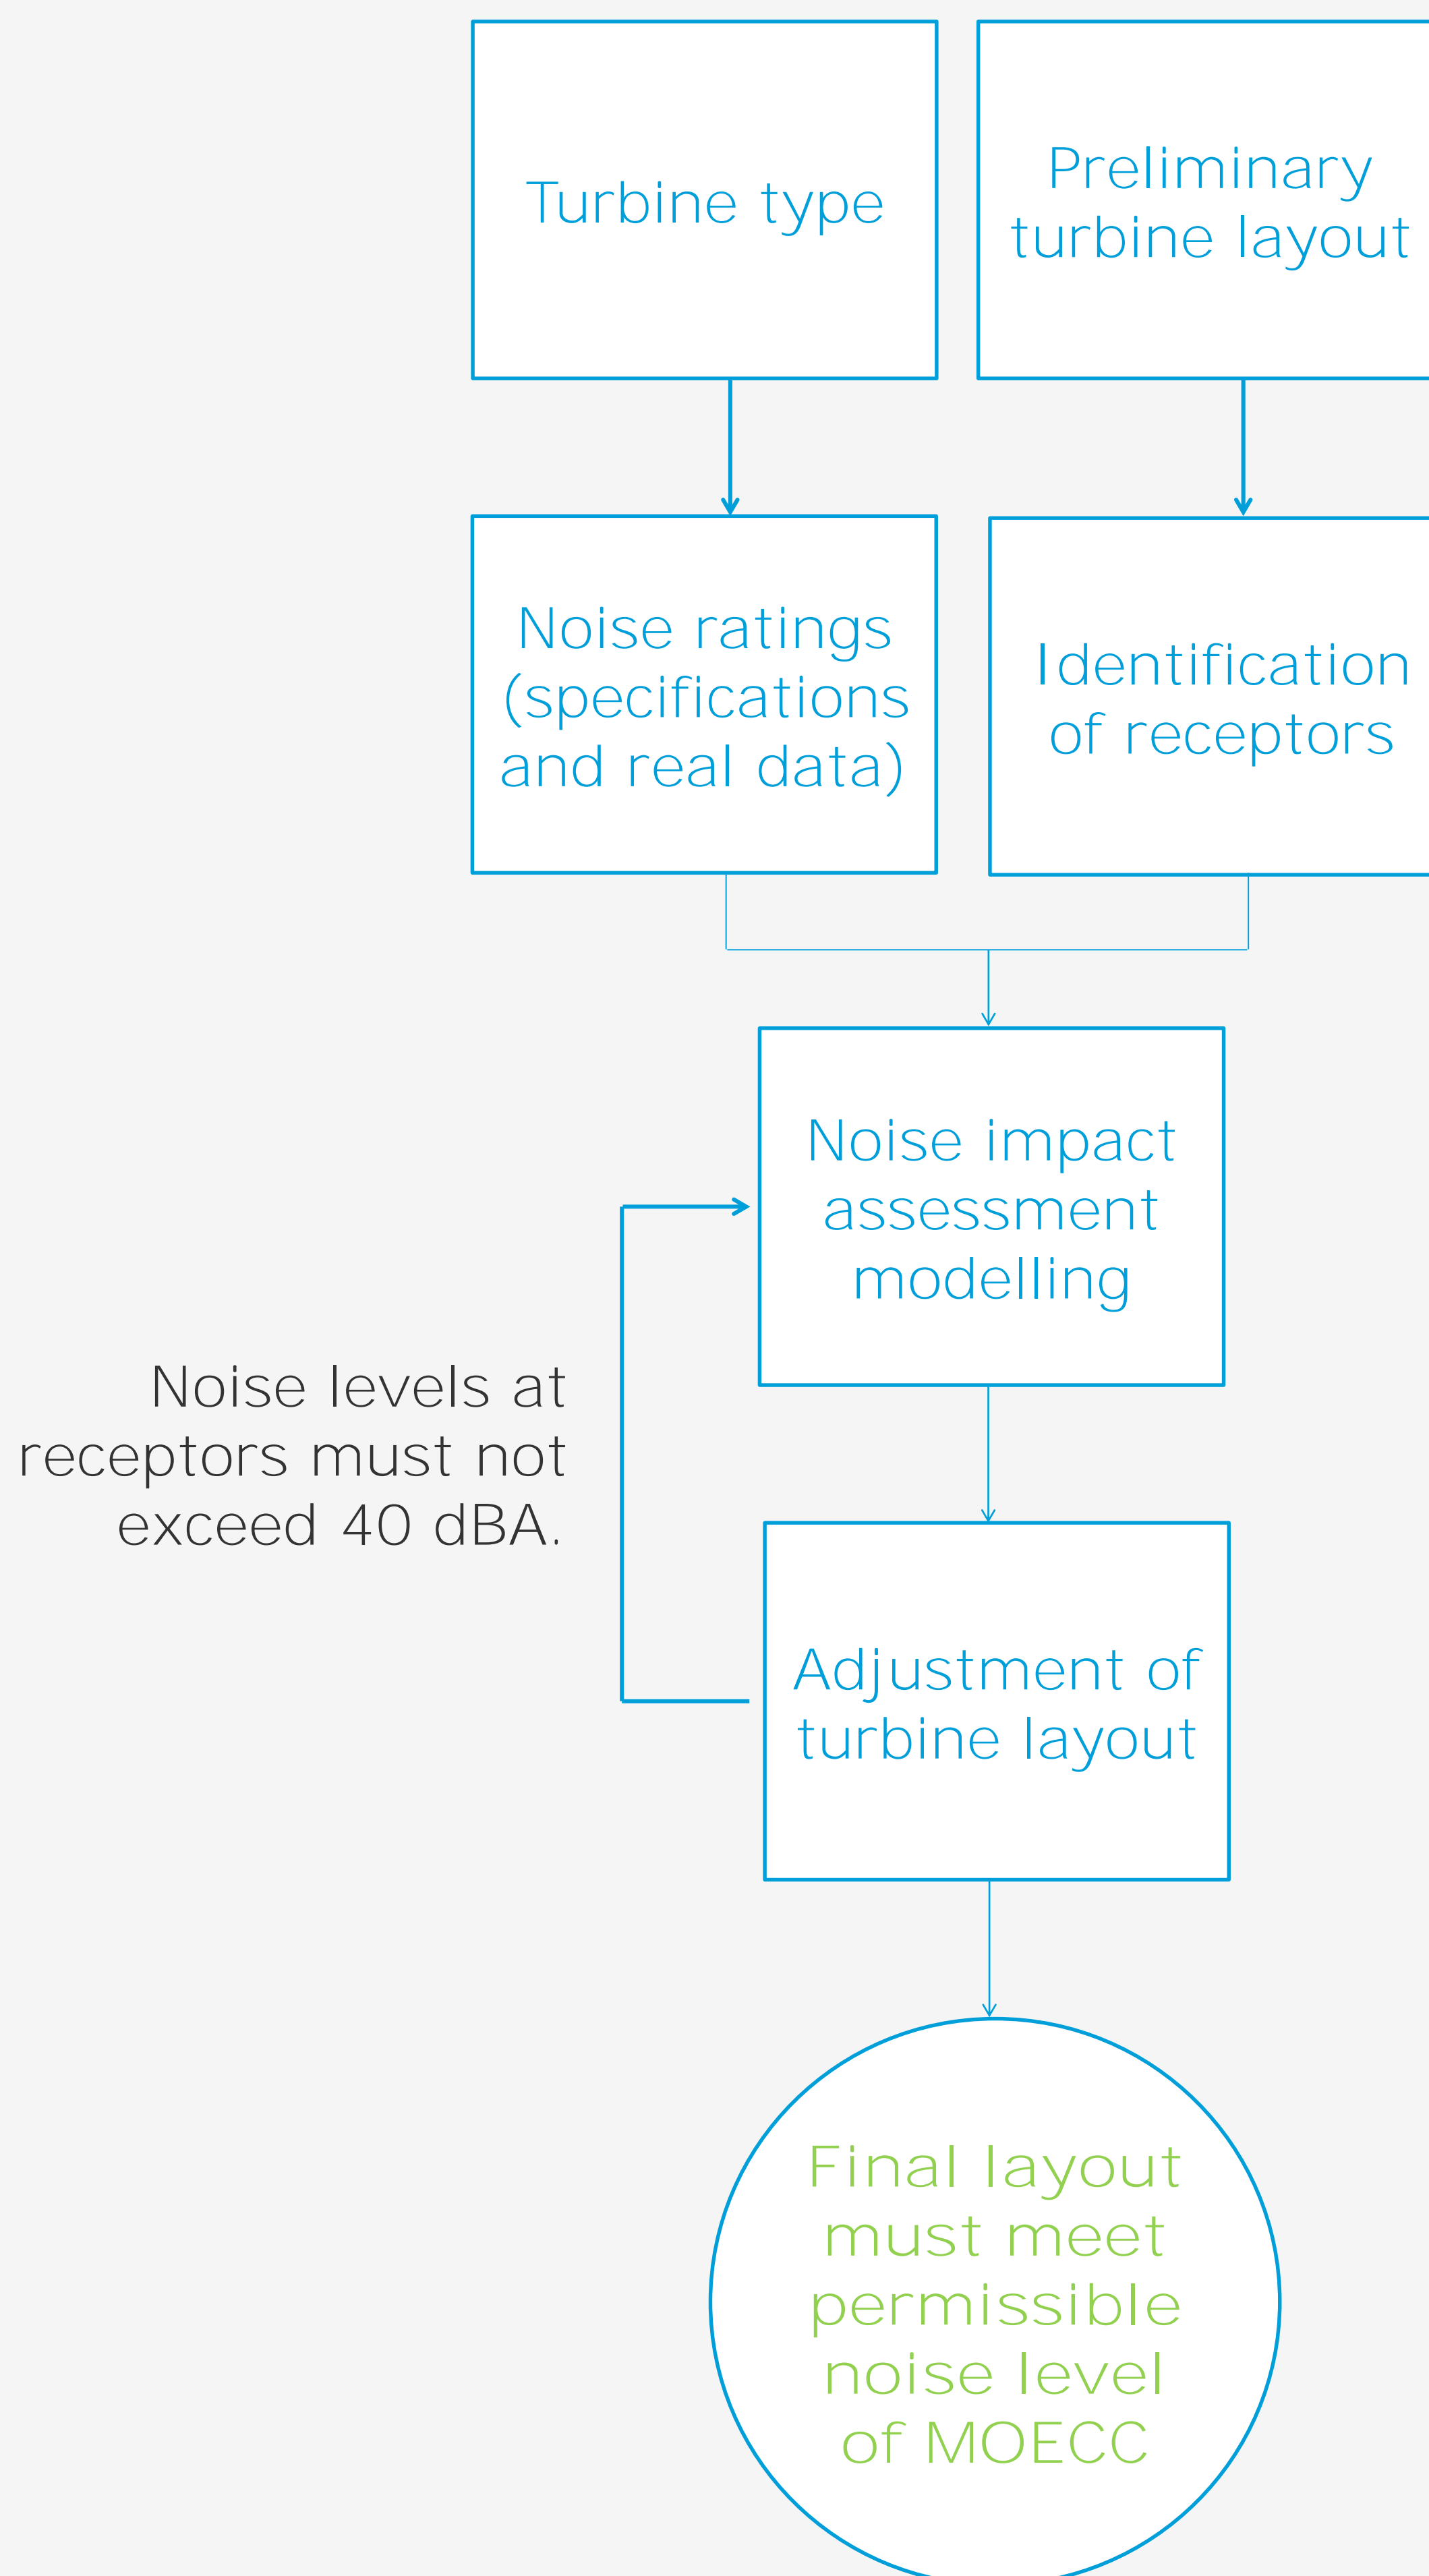 Turbine type
Preliminary
turbine layout
Noise ratings
(specifications
and real data)
Identification
of receptors
Noise impact
assessment
modelling
Noise levels at
receptors must not
exceed 40 dBA.
Adjustment of
turbine layout
Final layout
must meet
permissible
noise level
of MOECC